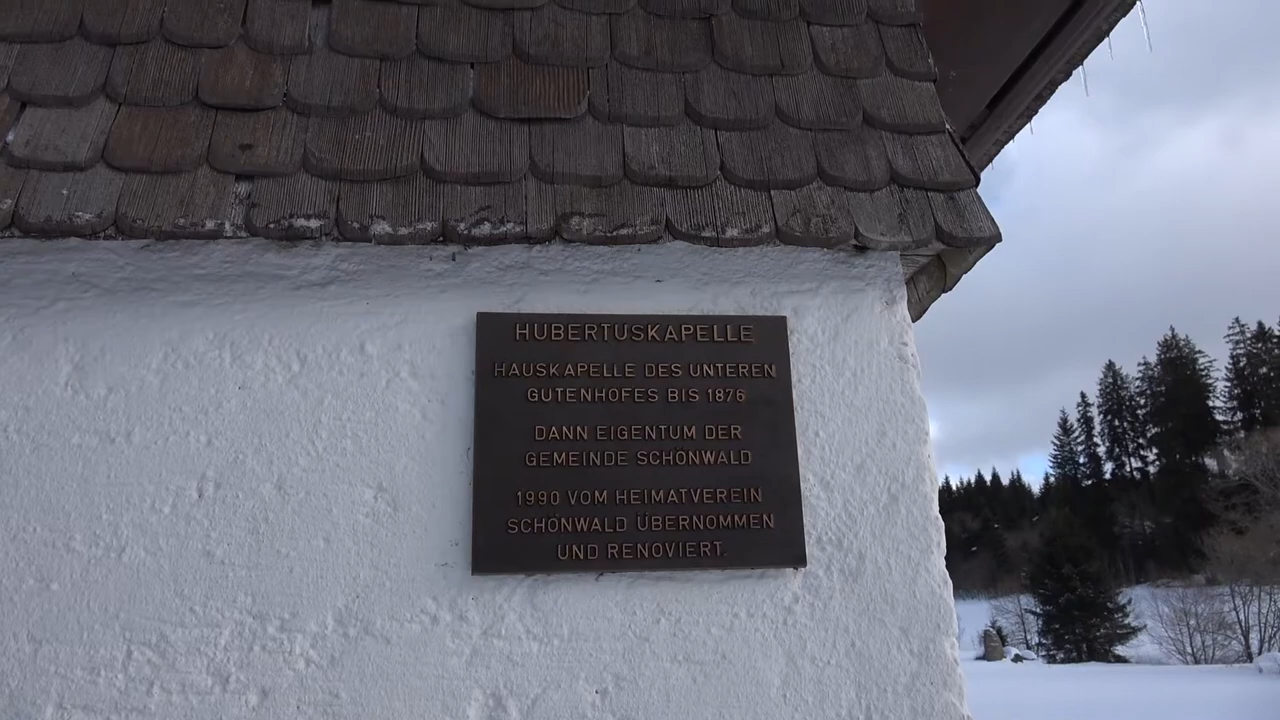 HUBERTUSKAPELLE
HAUSKAPELLE DES UNTEREN
GUTENHOFES BIS 1876
DANN EIGENTUM DER
GEMEINDE SCHÖNWALD
1990 VOM HEIMATVEREIN
SCHÖNWALD ÜBERNOMMEN
UND RENOVIERT.